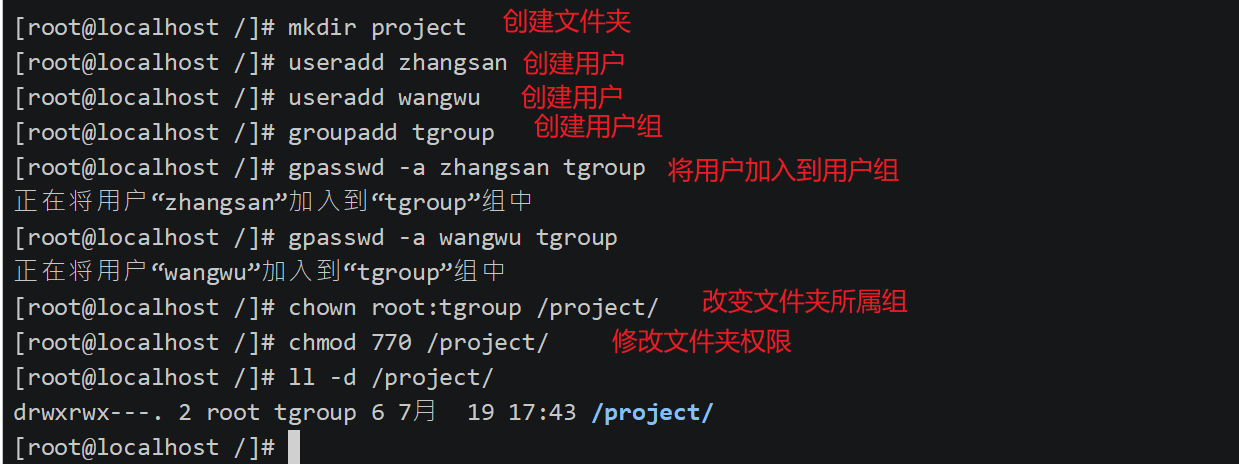 [root@localhost /]# mkdir project 创建文件夹
[root@localhost /]# useradd zhangsan 创建用户
[root@localhost /]# useradd wangwu 创建用户
[root@localhost /]# groupadd tgroup 创建用户组
[root@localhost /]# gpasswd -a zhangsan tgroup 将用户加入到用户组
正在将用户“zhangsan”加入到“tgroup”组中
[root@localhost /]# gpasswd -a wangwu tgroup
正在将用户“wangwu”加入到“tgroup”组中
[root@localhost /]# chown root:tgroup /project/ 改变文件夹所属组
[root@localhost /]# chmod 770 /project/ 修改文件夹权限
[root@localhost /]# ll -d /project/
drwxrwx---. 2 root tgroup 6 7月  19 17:43 /project/
[root@localhost /]#